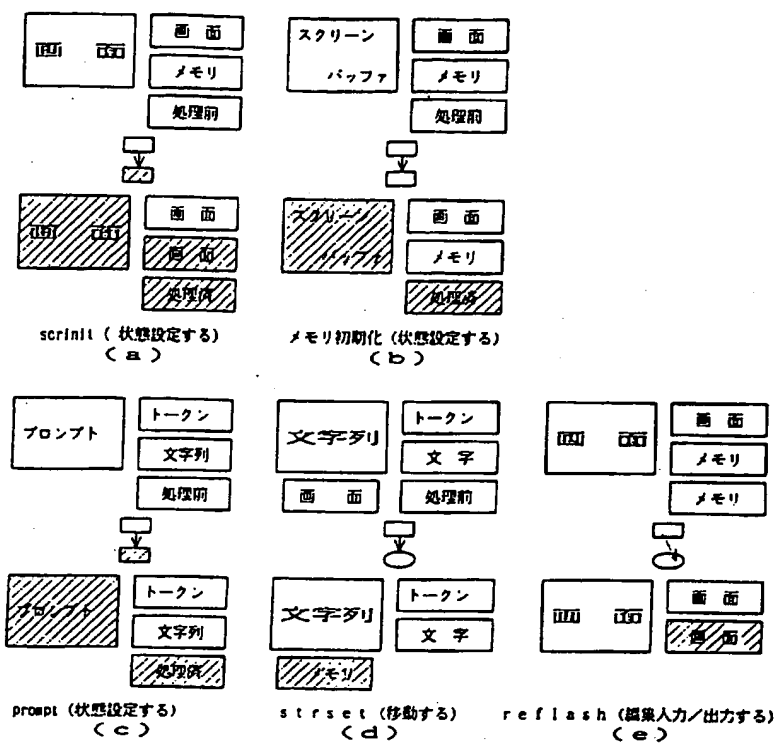 画 面
画 面
メモリ
処理前
画 面
画 面
画 面
処理済
scrinit (状態設定する)
(a)
スクリーン
バッファ
画 面
メモリ
処理前
スクリーン
バッファ
画 面
メモリ
処理済
メモリ初期化 (状態設定する)
(b)
プロンプト
トークン
文字列
処理前
プロンプト
トークン
文字列
処理済
prompt (状態設定する)
(c)
文字列
画 面
トークン
文 字
処理前
文字列
メモリ
トークン
文 字
strset (移動する)
(d)
画 面
画 面
メモリ
メモリ
画 面
画 面
画 面
reflash (編集入力/出力する)
(e)